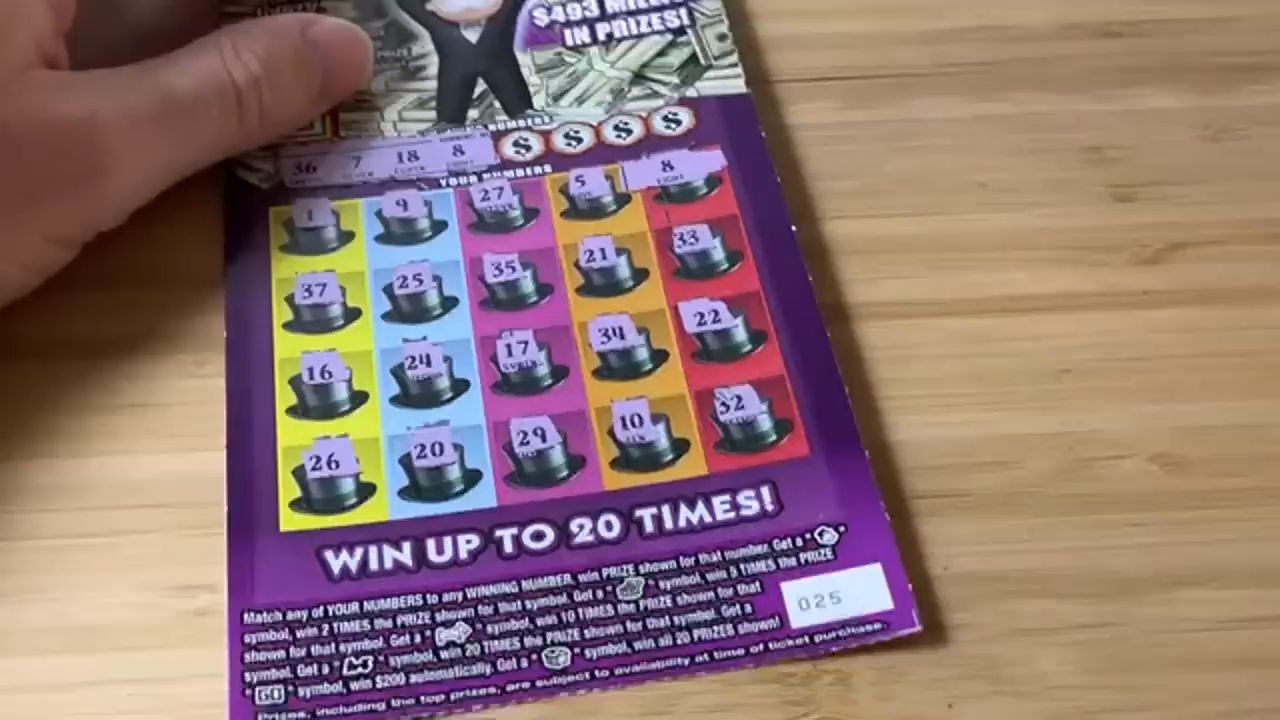 $493 MILLION
IN PRIZES!
NUMBERS
36 7 18 8
$ $ $ $
YOUR NUMBERS
1 9 27 5 8
EIGHT
37 25 35 21 33
16 24 17 34 22
26 20 29 10 32
TEN
WIN UP TO 20 TIMES!
Match any of YOUR NUMBERS to any WINNING NUMBER, win PRIZE shown for that number. Get a " "
symbol, win 2 TIMES the PRIZE shown for that symbol. Get a " " symbol, win 5 TIMES the PRIZE
shown for that symbol. Get a " " symbol, win 10 TIMES the PRIZE shown for that
symbol. Get a " " symbol, win 20 TIMES the PRIZE shown for that symbol. Get a
"GO" symbol, win $200 automatically. Get a " " symbol, win all 20 PRIZES shown!
Prizes, including the top prizes, are subject to availability at time of ticket purchase.
025